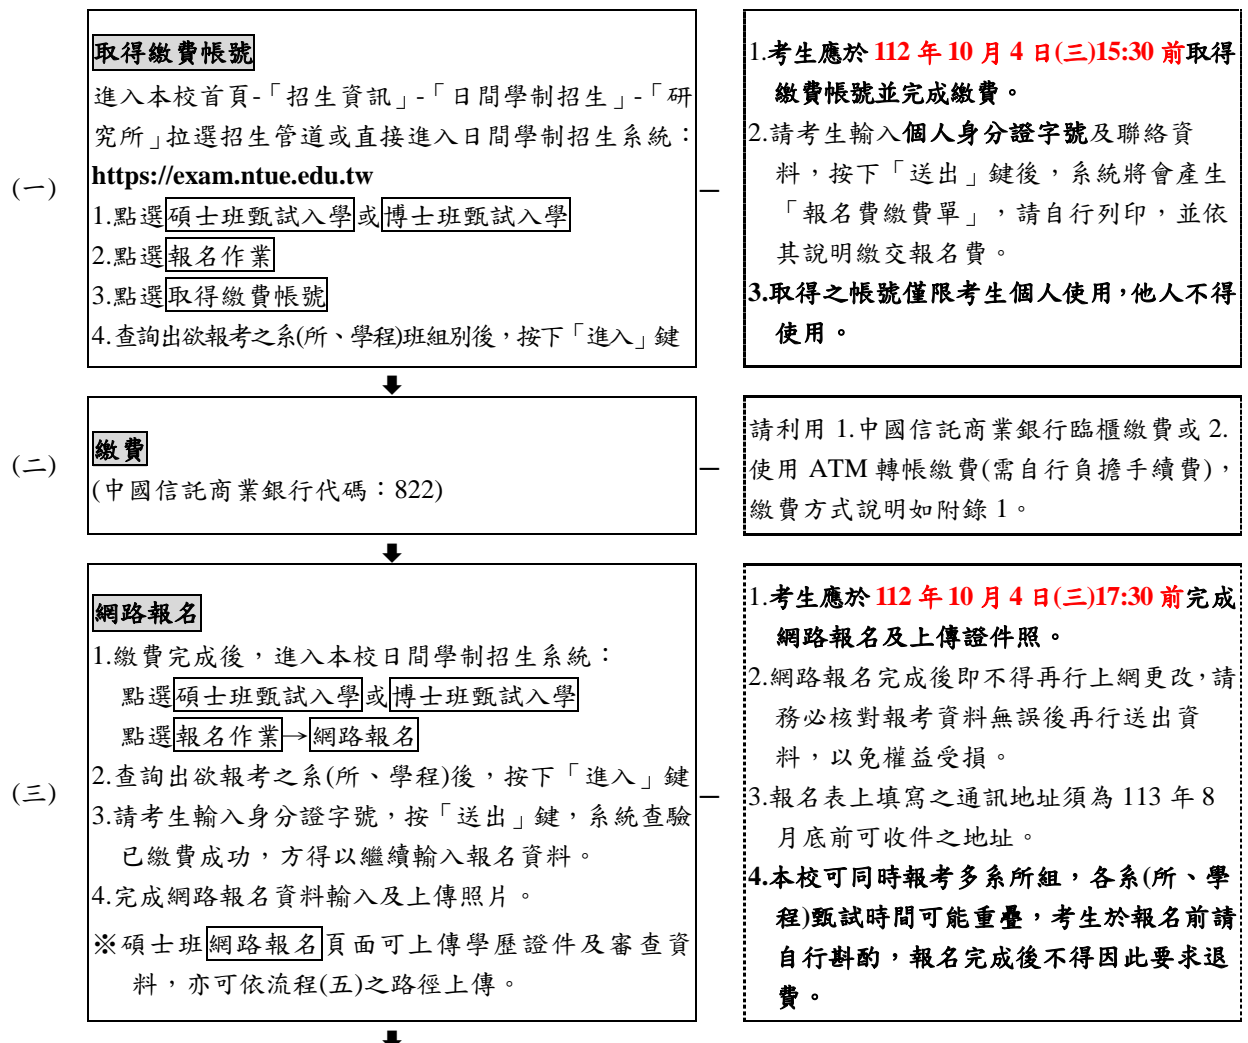 (一)
取得繳費帳號
進入本校首頁-「招生資訊」-「日間學制招生」-「研
究所」拉選招生管道或直接進入日間學制招生系統：
https://exam.ntue.edu.tw
1.點選碩士班甄試入學或博士班甄試入學
2.點選報名作業
3.點選取得繳費帳號
4.查詢出欲報考之系(所、學程)班組別後，按下「進入」鍵
1.考生應於 112 年 10 月 4 日(三)15:30 前取得
繳費帳號並完成繳費。
2.請考生輸入個人身分證字號及聯絡資
料，按下「送出」鍵後，系統將會產生
「報名費繳費單」，請自行列印，並依
其說明繳交報名費。
3.取得之帳號僅限考生個人使用，他人不得
使用。
(二)
繳費
(中國信託商業銀行代碼：822)
請利用 1.中國信託商業銀行臨櫃繳費或 2.
使用 ATM 轉帳繳費(需自行負擔手續費)，
繳費方式說明如附錄 1。
(三)
網路報名
1.繳費完成後，進入本校日間學制招生系統：
點選碩士班甄試入學或博士班甄試入學
點選報名作業→網路報名
2.查詢出欲報考之系(所、學程)後，按下「進入」鍵
3.請考生輸入身分證字號，按「送出」鍵，系統查驗
已繳費成功，方得以繼續輸入報名資料。
4.完成網路報名資料輸入及上傳照片。
※碩士班網路報名頁面可上傳學歷證件及審查資
料，亦可依流程(五)之路徑上傳。
1.考生應於 112 年 10 月 4 日(三)17:30 前完成
網路報名及上傳證件照。
2.網路報名完成後即不得再行上網更改，請
務必核對報考資料無誤後再行送出資
料，以免權益受損。
3.報名表上填寫之通訊地址須為 113 年 8
月底前可收件之地址。
4.本校可同時報考多系所組，各系(所、學
程)甄試時間可能重疊，考生於報名前請
自行斟酌，報名完成後不得因此要求退
費。